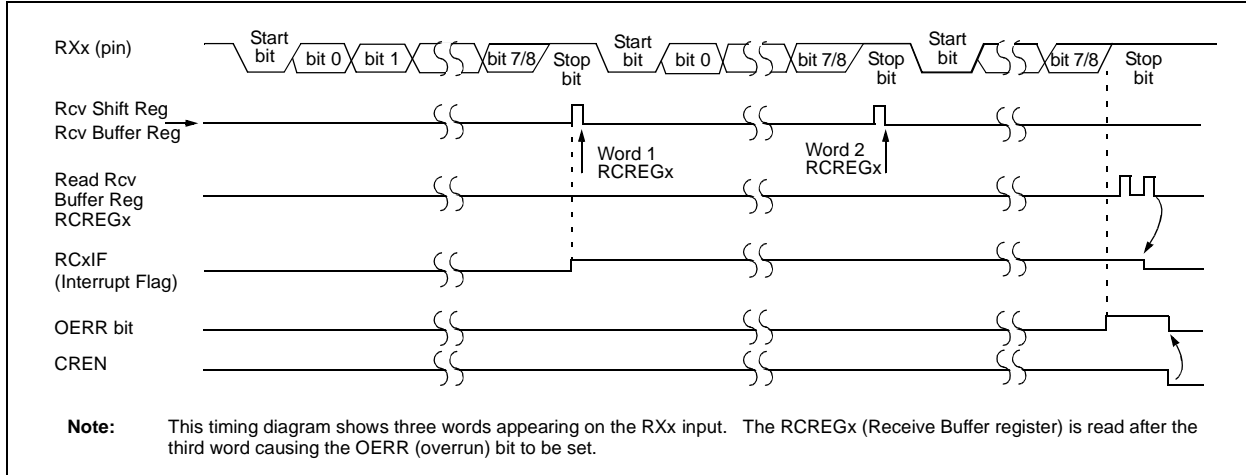 RXx (pin)
Start bit
bit 0
bit 1
bit 7/8
Stop bit
Start bit
bit 0
bit 7/8
Stop bit
Start bit
bit 7/8
Stop bit
Rcv Shift Reg
Rcv Buffer Reg
Word 1
RCREGx
Word 2
RCREGx
Read Rcv
Buffer Reg
RCREGx
RCxIF
(Interrupt Flag)
OERR bit
CREN
Note: This timing diagram shows three words appearing on the RXx input. The RCREGx (Receive Buffer register) is read after the
third word causing the OERR (overrun) bit to be set.